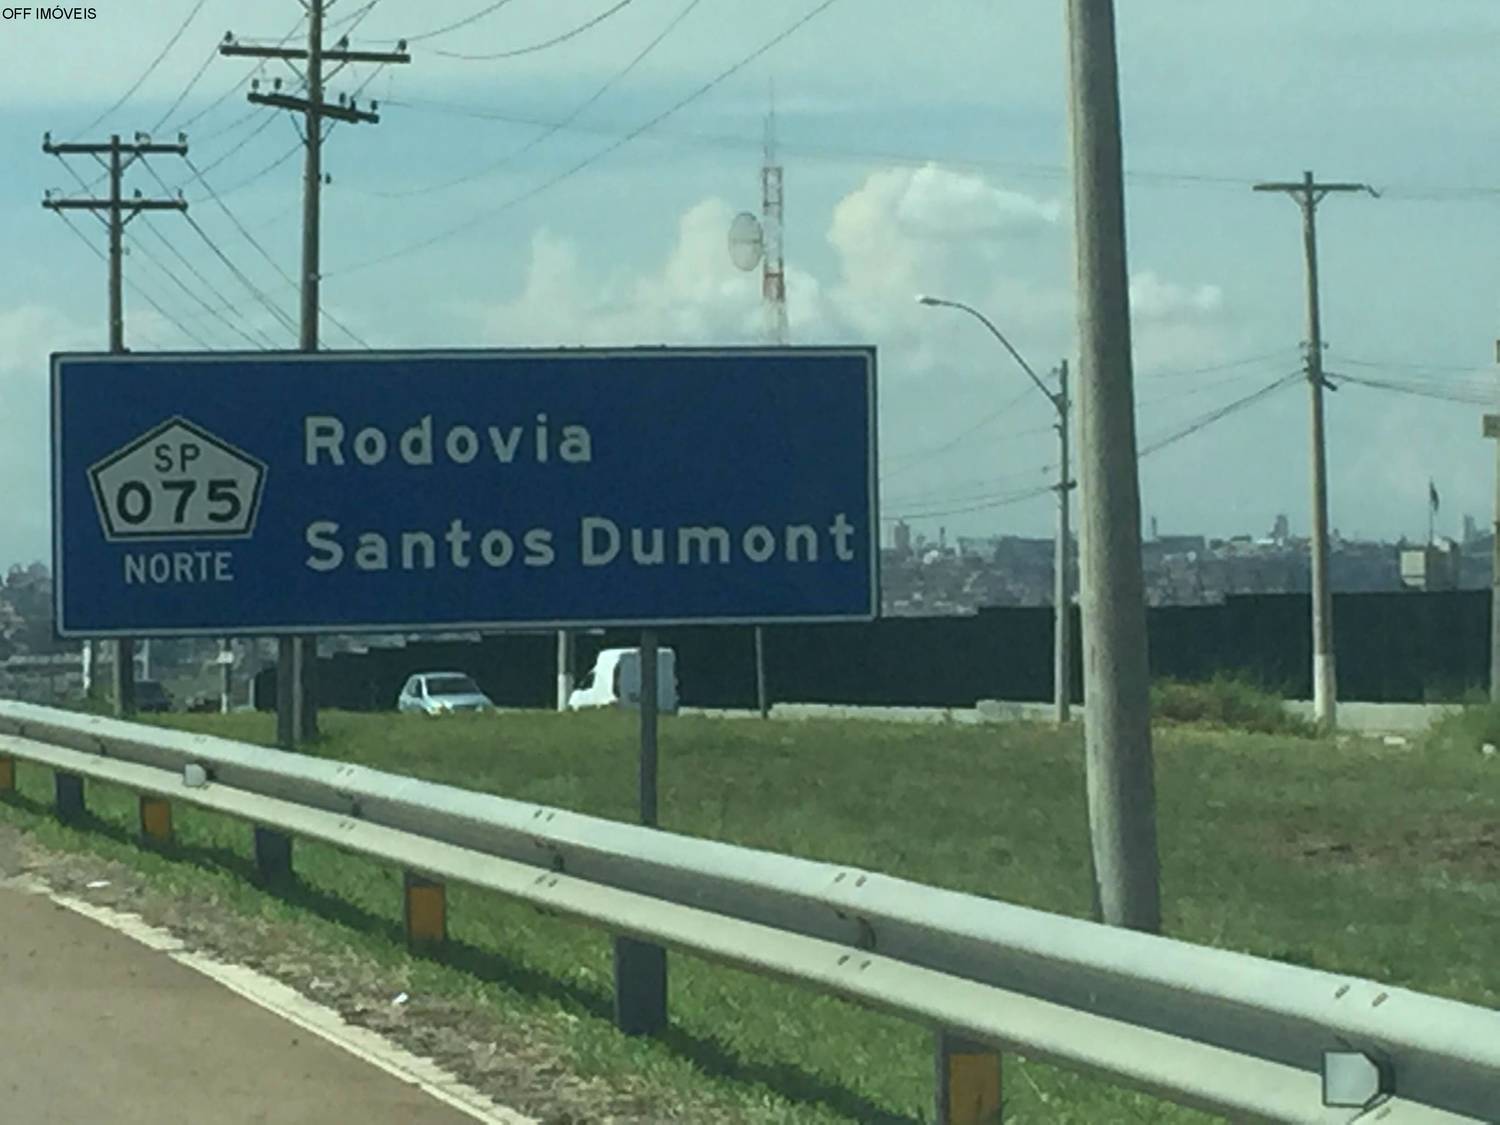 OFF IMÓVEIS
SP
075
NORTE
Rodovia
Santos Dumont